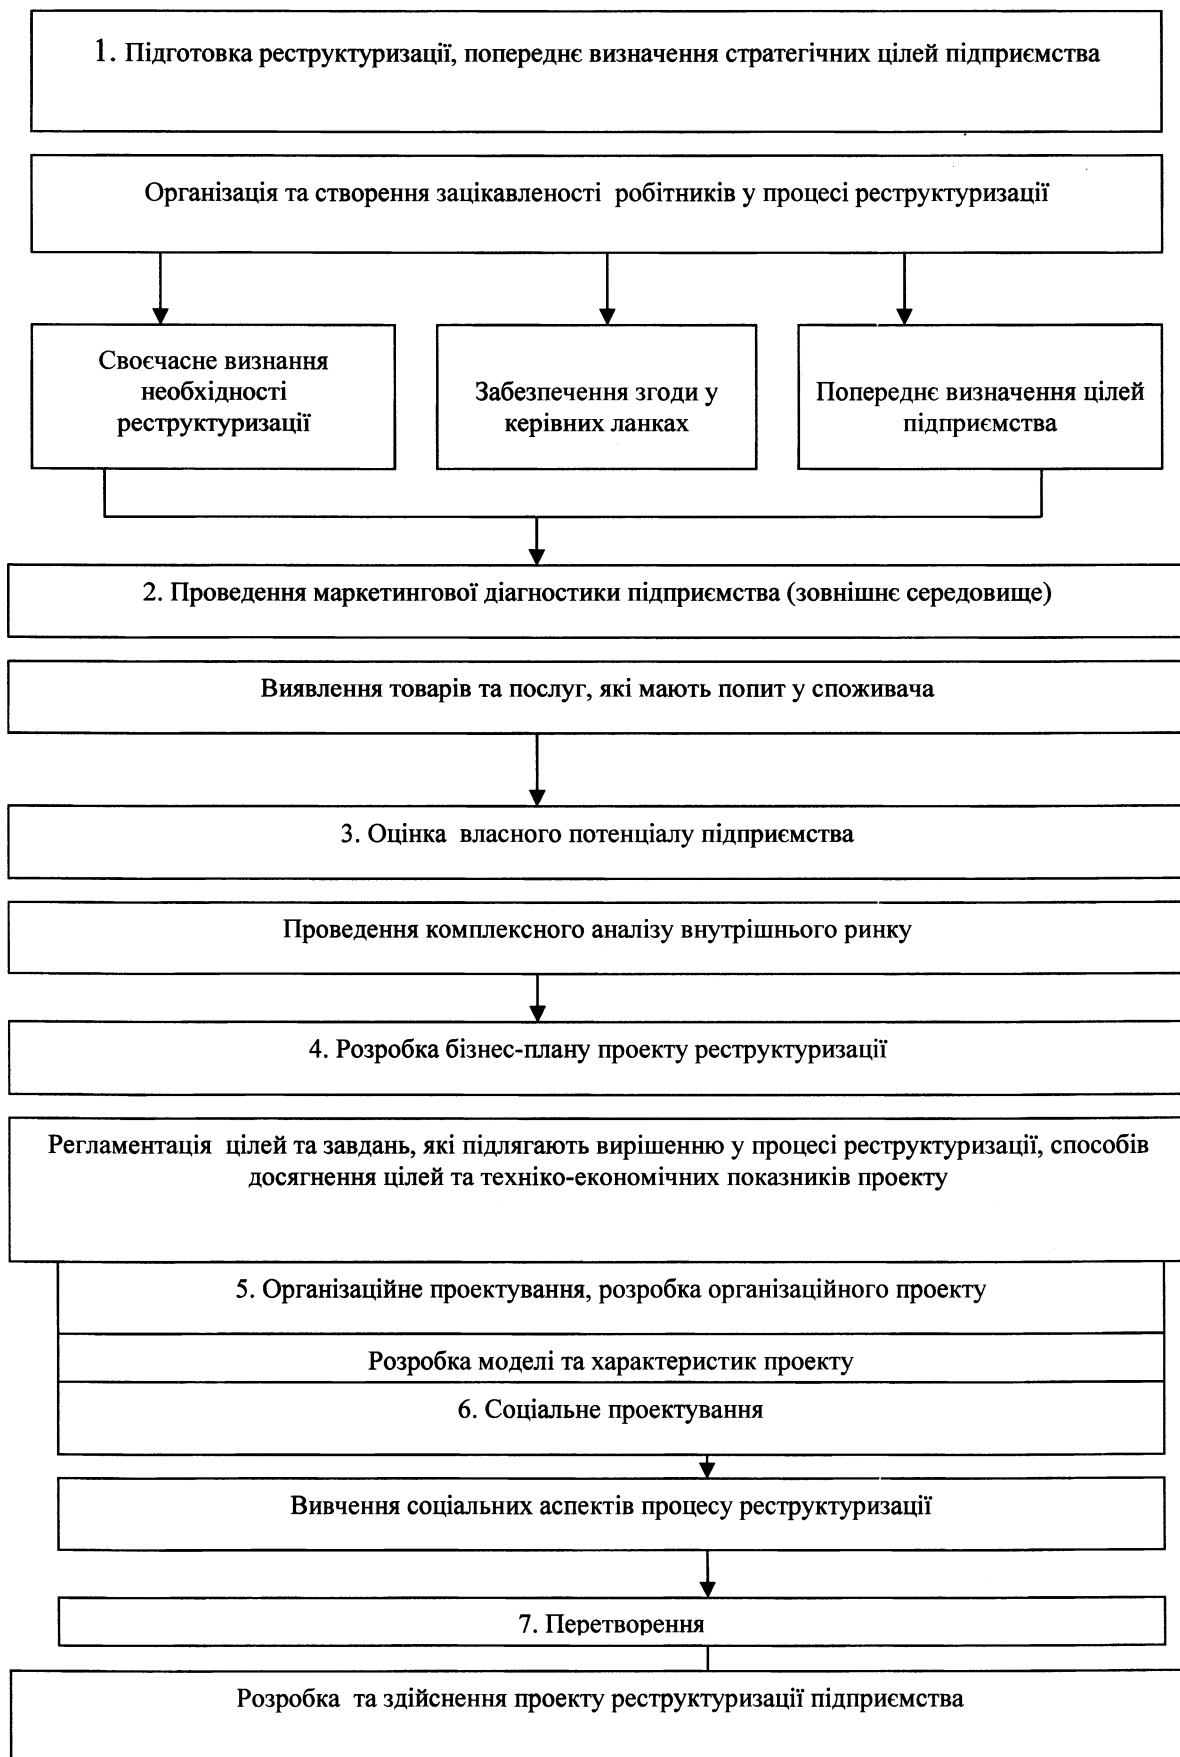 1. Підготовка реструктуризації, попереднє визначення стратегічних цілей підприємства
Організація та створення зацікавленості робітників у процесі реструктуризації
Своєчасне визнання
необхідності
реструктуризації
Забезпечення згоди у
керівних ланках
Попереднє визначення цілей
підприємства
2. Проведення маркетингової діагностики підприємства (зовнішнє середовище)
Виявлення товарів та послуг, які мають попит у споживача
3. Оцінка власного потенціалу підприємства
Проведення комплексного аналізу внутрішнього ринку
4. Розробка бізнес-плану проекту реструктуризації
Регламентація цілей та завдань, які підлягають вирішенню у процесі реструктуризації, способів
досягнення цілей та техніко-економічних показників проекту
5. Організаційне проектування, розробка організаційного проекту
Розробка моделі та характеристик проекту
6. Соціальне проектування
Вивчення соціальних аспектів процесу реструктуризації
7. Перетворення
Розробка та здійснення проекту реструктуризації підприємства